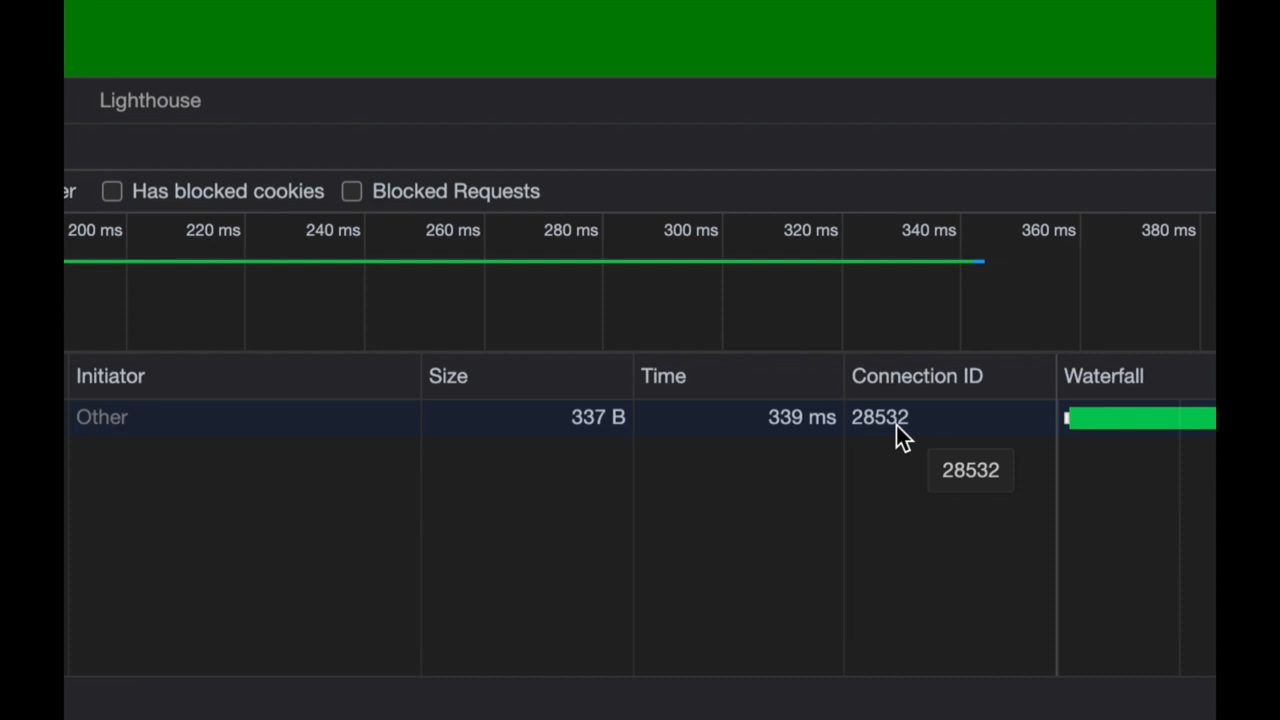 Lighthouse
er Has blocked cookies Blocked Requests
200 ms 220 ms 240 ms 260 ms 280 ms 300 ms 320 ms 340 ms 360 ms 380 ms
Initiator Size Time Connection ID Waterfall
Other 337 B 339 ms 28532
28532